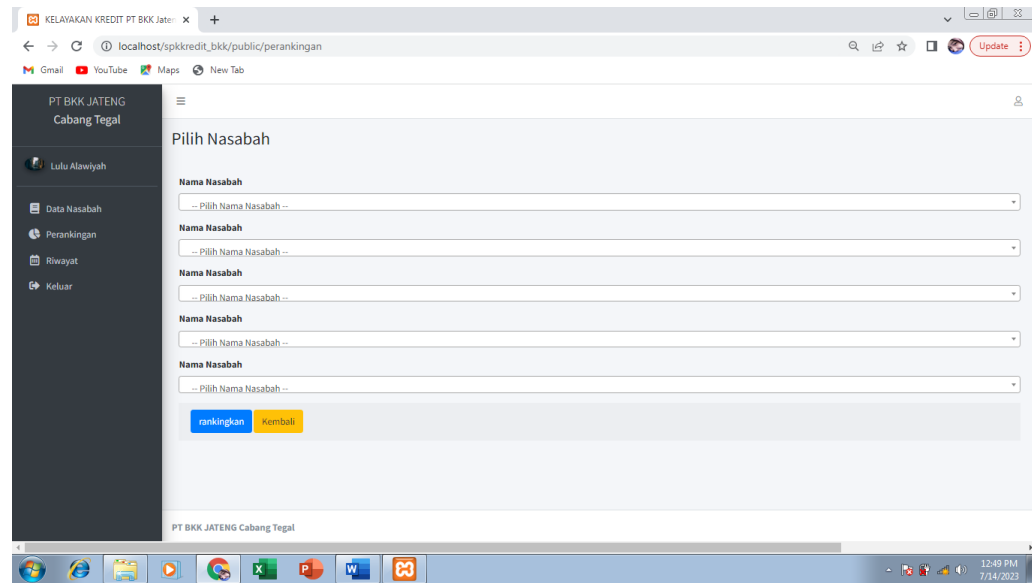 KELAYAKAN KREDIT PT BKK Jaten
localhost/spkkredit_bkk/public/perankingan
Update
Gmail
YouTube
Maps
New Tab
PT BKK JATENG
Cabang Tegal
Lulu Alawiyah
Data Nasabah
Perankingan
Riwayat
Keluar
Pilih Nasabah
Nama Nasabah
-- Pilih Nama Nasabah --
Nama Nasabah
-- Pilih Nama Nasabah --
Nama Nasabah
-- Pilih Nama Nasabah --
Nama Nasabah
-- Pilih Nama Nasabah --
Nama Nasabah
-- Pilih Nama Nasabah --
rankingkan
Kembali
PT BKK JATENG Cabang Tegal
12:49 PM
7/14/2023